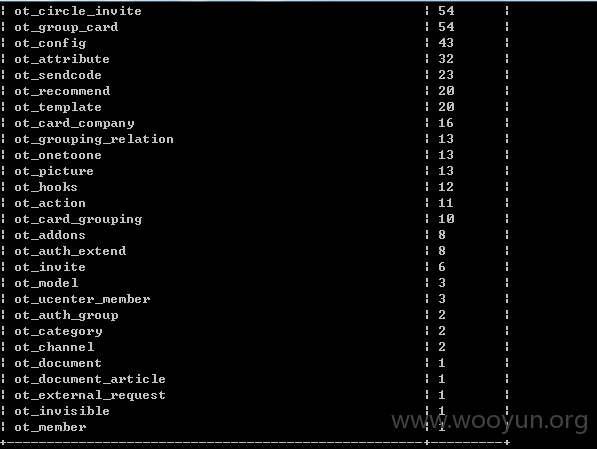 ¦ ot_circle_invite ¦ 54 ¦
¦ ot_group_card ¦ 54 ¦
¦ ot_config ¦ 43 ¦
¦ ot_attribute ¦ 32 ¦
¦ ot_sendcode ¦ 23 ¦
¦ ot_recommend ¦ 20 ¦
¦ ot_template ¦ 20 ¦
¦ ot_card_company ¦ 16 ¦
¦ ot_grouping_relation ¦ 13 ¦
¦ ot_onetoone ¦ 13 ¦
¦ ot_picture ¦ 13 ¦
¦ ot_hooks ¦ 12 ¦
¦ ot_action ¦ 11 ¦
¦ ot_card_grouping ¦ 10 ¦
¦ ot_addons ¦ 8 ¦
¦ ot_auth_extend ¦ 8 ¦
¦ ot_invite ¦ 6 ¦
¦ ot_model ¦ 3 ¦
¦ ot_ucenter_member ¦ 3 ¦
¦ ot_auth_group ¦ 2 ¦
¦ ot_category ¦ 2 ¦
¦ ot_channel ¦ 2 ¦
¦ ot_document ¦ 1 ¦
¦ ot_document_article ¦ 1 ¦
¦ ot_external_request ¦ 1 ¦
¦ ot_invisible ¦ 1 ¦
¦ ot_member ¦ 1 ¦
www.wooyun.org